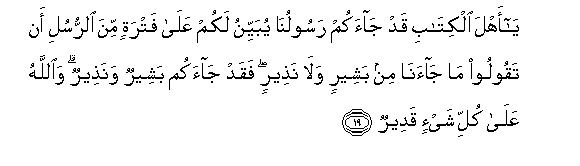 يَـٰٓأَهْلَ ٱلْكِتَـٰبِ قَدْ جَآءَكُمْ رَسُولُنَا يُبَيِّنُ لَكُمْ عَلَىٰ فَتْرَةٍ مِّنَ ٱلرُّسُلِ أَن
تَقُولُوا۟ مَا جَآءَنَا مِنۢ بَشِيرٍ وَلَا نَذِيرٍ ۖ فَقَدْ جَآءَكُم بَشِيرٌ وَنَذِيرٌ ۗ وَٱللَّهُ
عَلَىٰ كُلِّ شَىْءٍ قَدِيرٌ ١٩